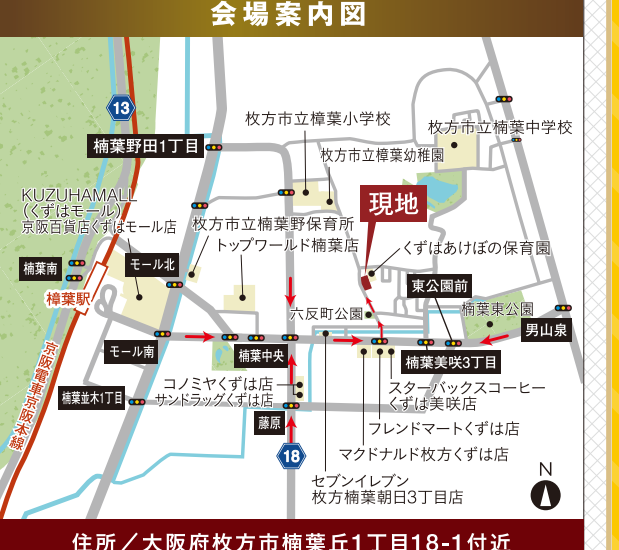 会場案内図
13
枚方市立樟葉小学校
枚方市立楠葉中学校
楠葉野田1丁目
枚方市立樟葉幼稚園
KUZUHAMALL
(くずはモール)
京阪百貨店くずはモール店
現地
枚方市立楠葉野保育所
トップワールド楠葉店
くずはあけぼの保育園
楠葉南
モール北
樟葉駅
東公園前
六反町公園
楠葉東公園
男山泉
モール南
楠葉中央
楠葉美咲3丁目
京阪電車京阪本線
コノミヤくずは店
サンドラッグくずは店
スターバックスコーヒー
くずは美咲店
楠葉並木1丁目
藤原
フレンドマートくずは店
マクドナルド枚方くずは店
18
セブンイレブン
枚方楠葉朝日3丁目店
N
住所/大阪府枚方市楠葉丘1丁目18-1付近